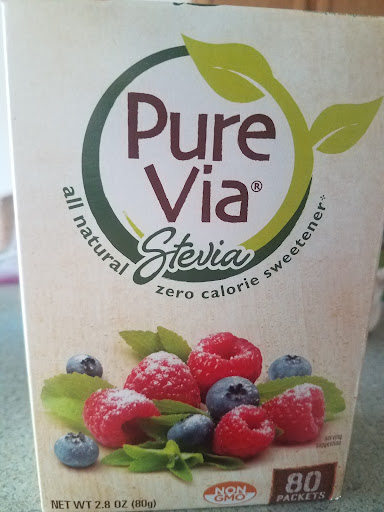 Pure
Via®
Stevia
all natural
zero calorie sweetener+
serving
suggestion
NON
GMO
80
PACKETS
NET WT 2.8 OZ (80g)